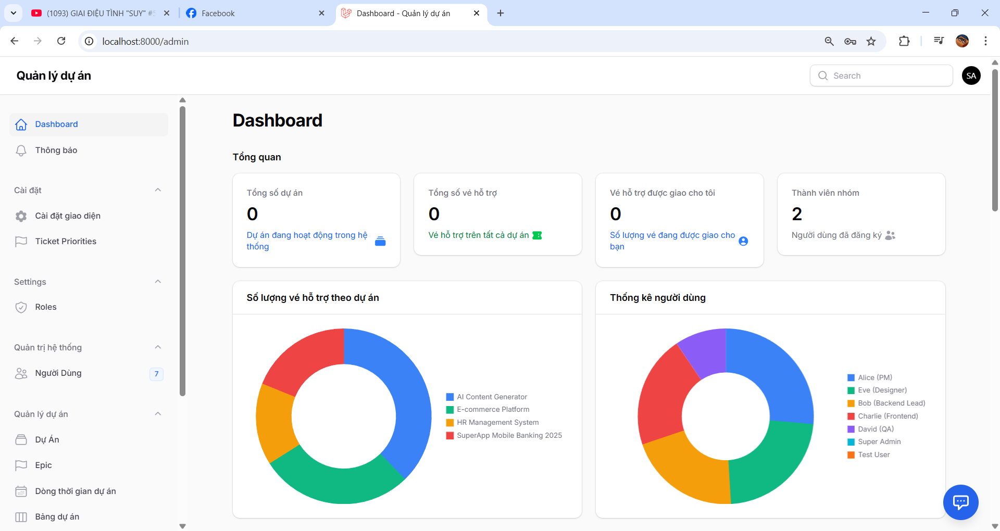 (1093) GIAI ĐIỆU TÌNH "SUY" #
Facebook
Dashboard - Quản lý dự án
localhost:8000/admin
Quản lý dự án
Search
SA
Dashboard
Thông báo
Cài đặt
Cài đặt giao diện
Ticket Priorities
Settings
Roles
Quản trị hệ thống
Người Dùng
7
Quản lý dự án
Dự Án
Epic
Dòng thời gian dự án
Bảng dự án
Dashboard
Tổng quan
Tổng số dự án
0
Dự án đang hoạt động trong hệ
thống
Tổng số vé hỗ trợ
0
Vé hỗ trợ trên tất cả dự án
Vé hỗ trợ được giao cho tôi
0
Số lượng vé đang được giao cho
bạn
Thành viên nhóm
2
Người dùng đã đăng ký
Số lượng vé hỗ trợ theo dự án
AI Content Generator
E-commerce Platform
HR Management System
SuperApp Mobile Banking 2025
Thống kê người dùng
Alice (PM)
Eve (Designer)
Bob (Backend Lead)
Charlie (Frontend)
David (QA)
Super Admin
Test User